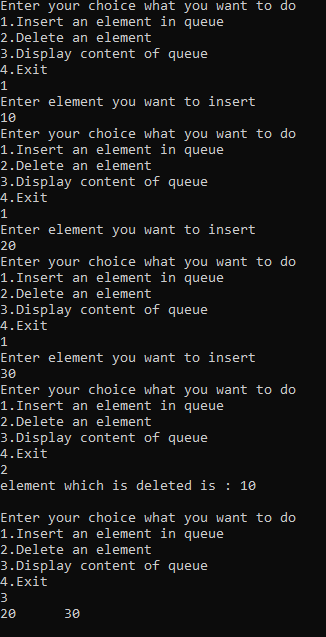 Enter your choice what you want to do
1.Insert an element in queue
2.Delete an element
3.Display content of queue
4.Exit
1
Enter element you want to insert
10
Enter your choice what you want to do
1.Insert an element in queue
2.Delete an element
3.Display content of queue
4.Exit
1
Enter element you want to insert
20
Enter your choice what you want to do
1.Insert an element in queue
2.Delete an element
3.Display content of queue
4.Exit
1
Enter element you want to insert
30
Enter your choice what you want to do
1.Insert an element in queue
2.Delete an element
3.Display content of queue
4.Exit
2
element which is deleted is : 10

Enter your choice what you want to do
1.Insert an element in queue
2.Delete an element
3.Display content of queue
4.Exit
3
20      30